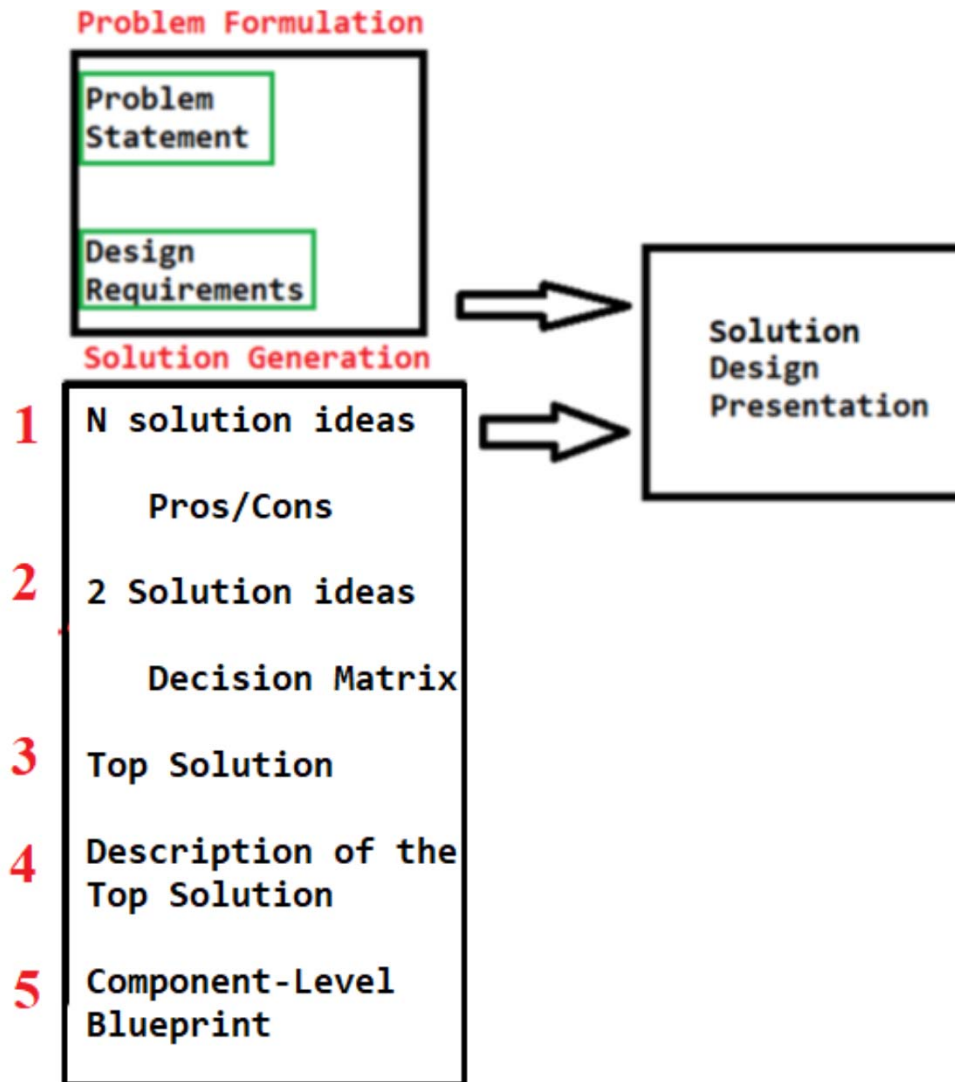 Problem Formulation
Problem
Statement
Design
Requirements
Solution Generation
1 N solution ideas
Pros/Cons
2 2 Solution ideas
Decision Matrix
3 Top Solution
4 Description of the
Top Solution
5 Component-Level
Blueprint
Solution
Design
Presentation